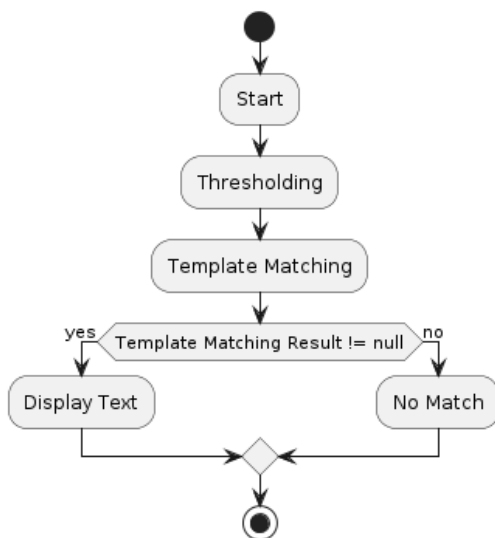 Start
Thresholding
Template Matching
yes
Template Matching Result != null
no
Display Text
No Match